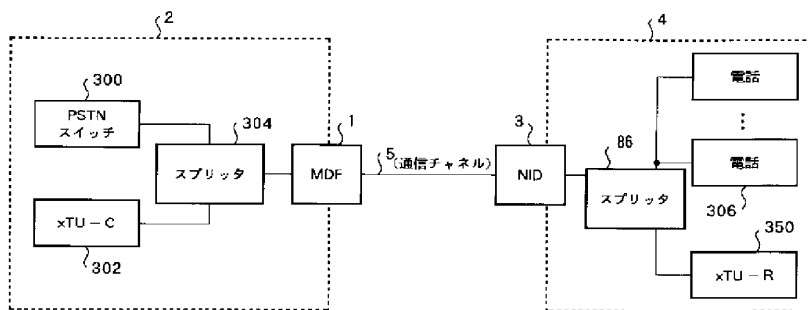 2
4
300
PSTN
スイッチ
304
スプリッタ
xTU-C
302
1
MDF
5
(通信チャネル)
3
NID
86
スプリッタ
電話
⋮
電話
306
350
xTU-R